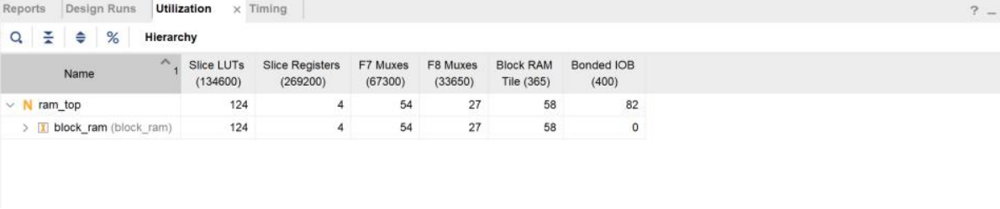 Reports Design Runs Utilization × Timing ? _
% Hierarchy
Name 1 Slice LUTs (134600) Slice Registers (269200) F7 Muxes (67300) F8 Muxes (33650) Block RAM Tile (365) Bonded IOB (400)
N ram_top 124 4 54 27 58 82
I block_ram (block_ram) 124 4 54 27 58 0